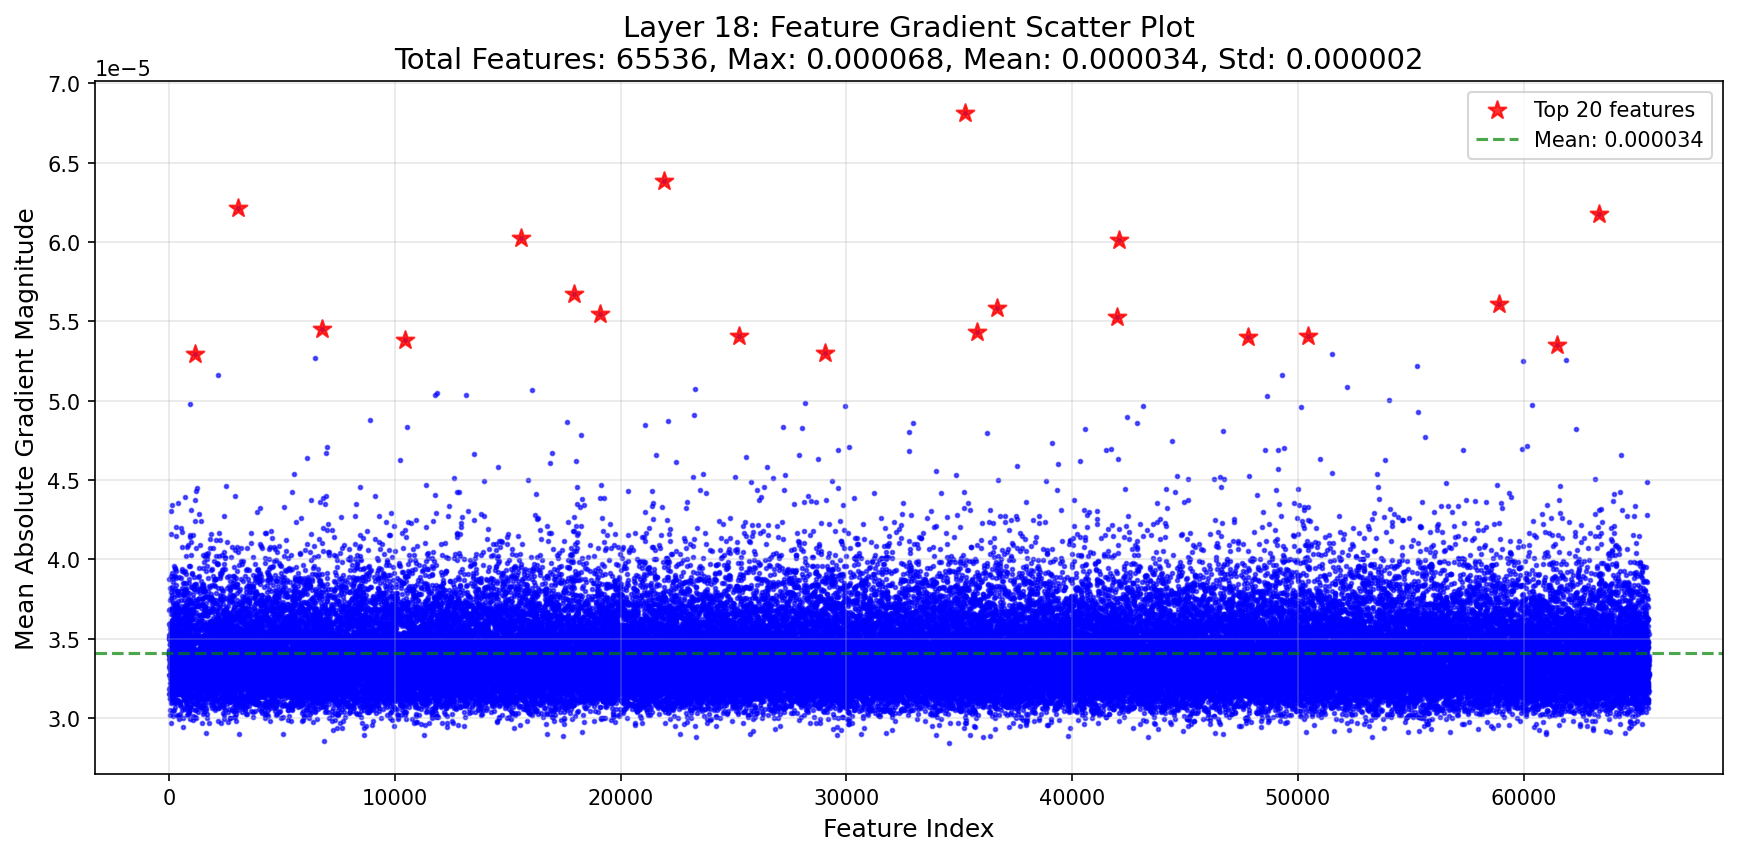 Layer 18: Feature Gradient Scatter Plot
Total Features: 65536, Max: 0.000068, Mean: 0.000034, Std: 0.000002
1e−5
7.0
6.5
6.0
5.5
5.0
4.5
4.0
3.5
3.0
Mean Absolute Gradient Magnitude
Top 20 features
Mean: 0.000034
0
10000
20000
30000
40000
50000
60000
Feature Index